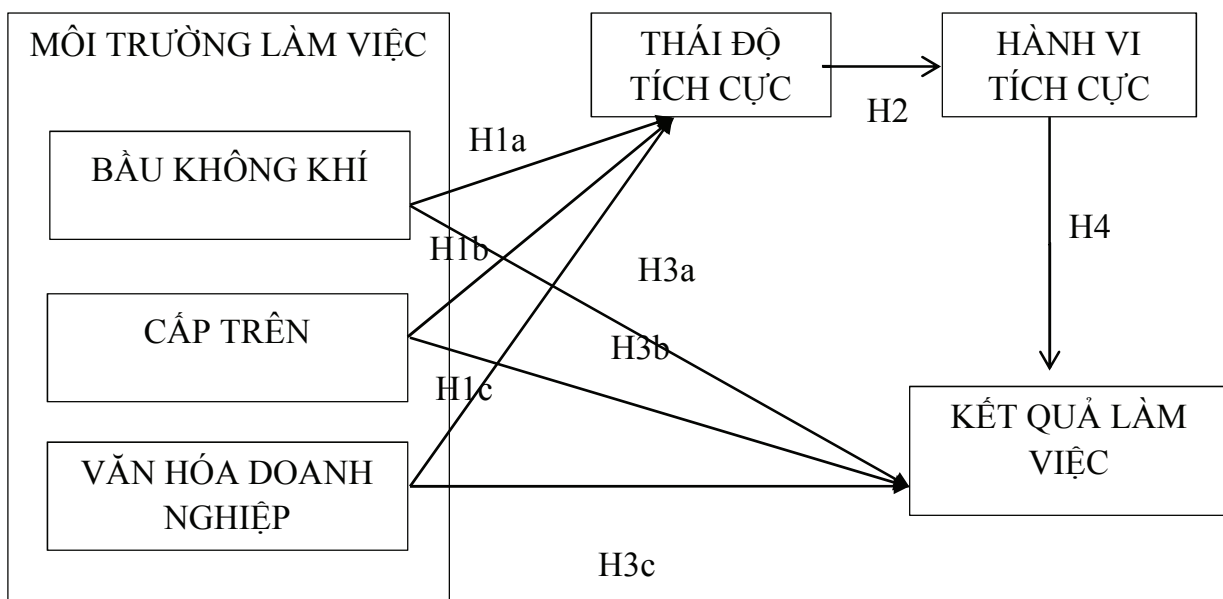 MÔI TRƯỜNG LÀM VIỆC
BẦU KHÔNG KHÍ
CẤP TRÊN
VĂN HÓA DOANH
NGHIỆP
H1a
H1b
H1c
THÁI ĐỘ
TÍCH CỰC
H2
HÀNH VI
TÍCH CỰC
H3a
H3b
H3c
H4
KẾT QUẢ LÀM
VIỆC